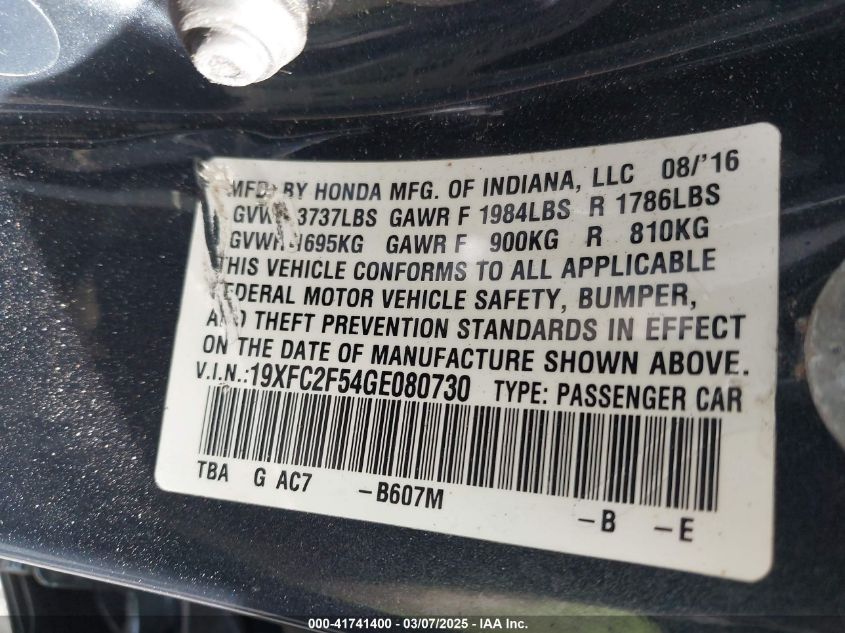 MFD. BY HONDA MFG. OF INDIANA, LLC 08/'16
GVWR 3737LBS GAWR F 1984LBS R 1786LBS
GVWR 1695KG GAWR F 900KG R 810KG
THIS VEHICLE CONFORMS TO ALL APPLICABLE
FEDERAL MOTOR VEHICLE SAFETY, BUMPER,
AND THEFT PREVENTION STANDARDS IN EFFECT
ON THE DATE OF MANUFACTURE SHOWN ABOVE.
V.I.N.:19XFC2F54GE080730 TYPE: PASSENGER CAR
TBA G AC7 -B607M -B -E
000-41741400 - 03/07/2025 - IAA Inc.